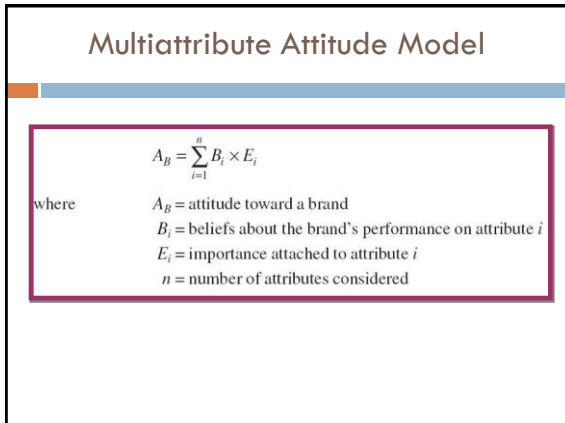 Multiattribute Attitude Model
n
A_B = ∑ B_i × E_i
i=1
where A_B = attitude toward a brand
B_i = beliefs about the brand's performance on attribute i
E_i = importance attached to attribute i
n = number of attributes considered